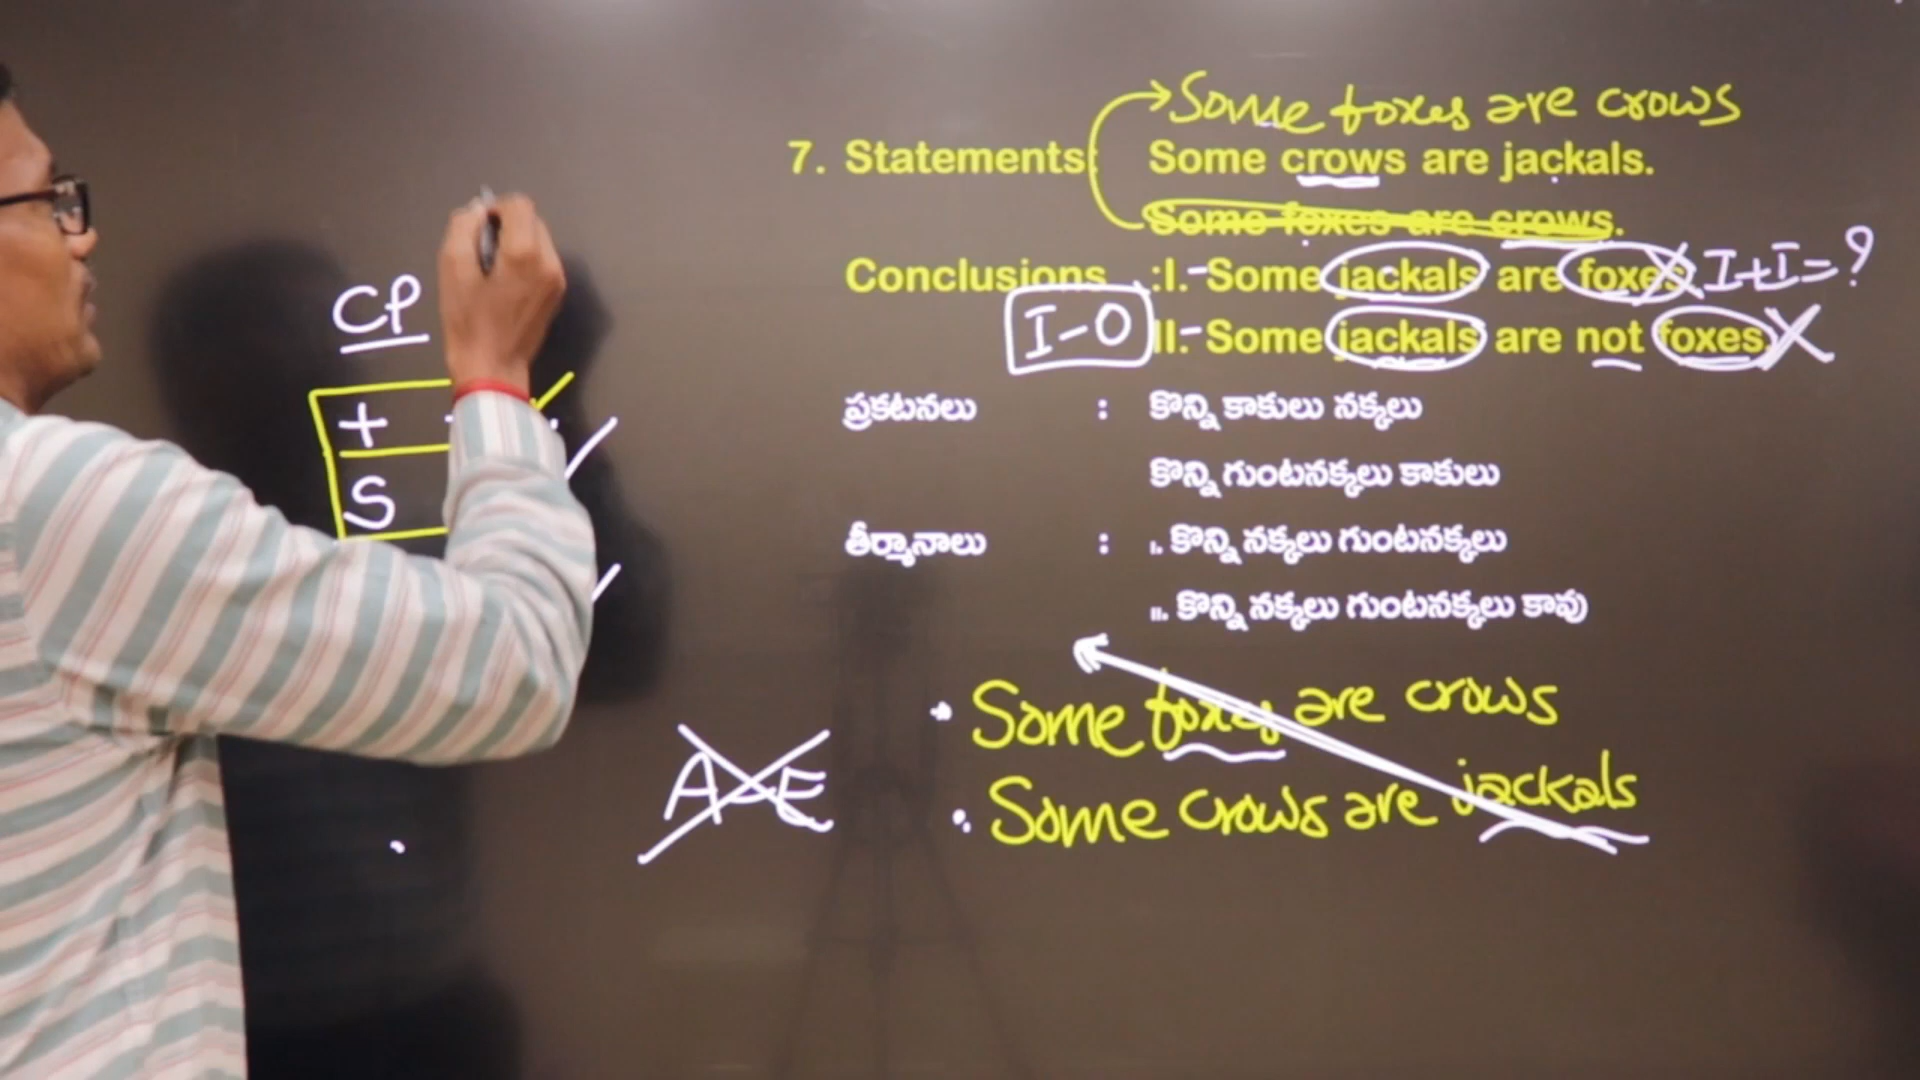 Some foxes are crows
7. Statements: Some crows are jackals.
Some foxes are crows.
Conclusions :I. Some jackals are foxes I+I=?
I-O II. Some jackals are not foxes
CP
+
S
ప్రకటనలు : కొన్ని కాకులు నక్కలు
కొన్ని గుంటనక్కలు కాకులు
తీర్మానాలు : I. కొన్ని నక్కలు గుంటనక్కలు
II. కొన్ని నక్కలు గుంటనక్కలు కావు
Some foxes are crows
A-E
Some crows are jackals